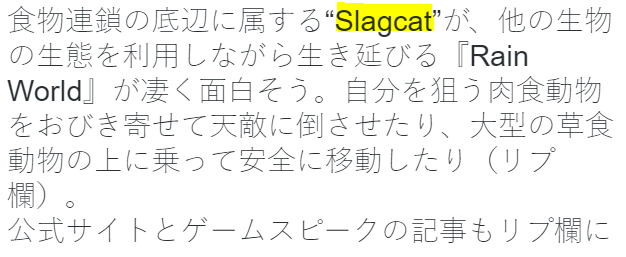 食物連鎖の底辺に属する“Slagcat”が、他の生物
の生態を利用しながら生き延びる『Rain
World』が凄く面白そう。自分を狙う肉食動物
をおびき寄せて天敵に倒させたり、大型の草食
動物の上に乗って安全に移動したり（リプ
欄）。
公式サイトとゲームスピークの記事もリプ欄に